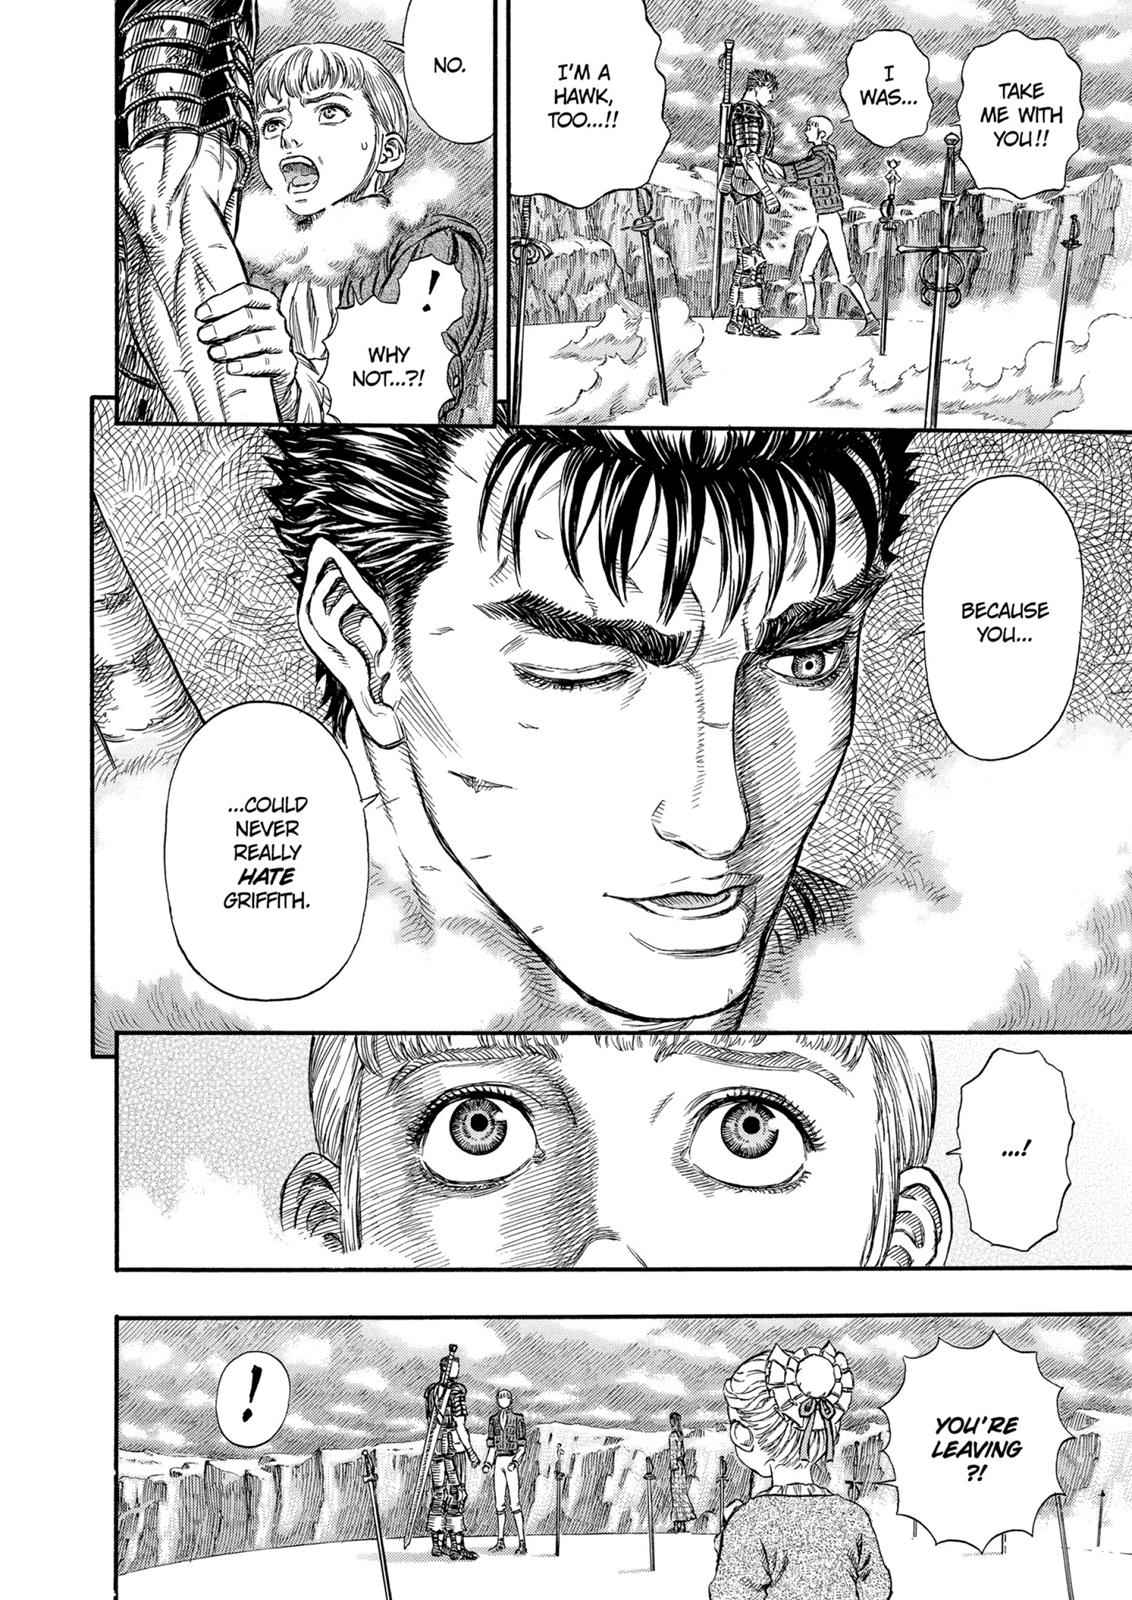 TAKE
ME WITH
YOU!!
I
WAS...
I'M A
HAWK,
TOO...!!
NO.
!
WHY
NOT...?!
BECAUSE
YOU...
...COULD
NEVER
REALLY
HATE
GRIFFITH.
...!
YOU'RE
LEAVING
?!
!